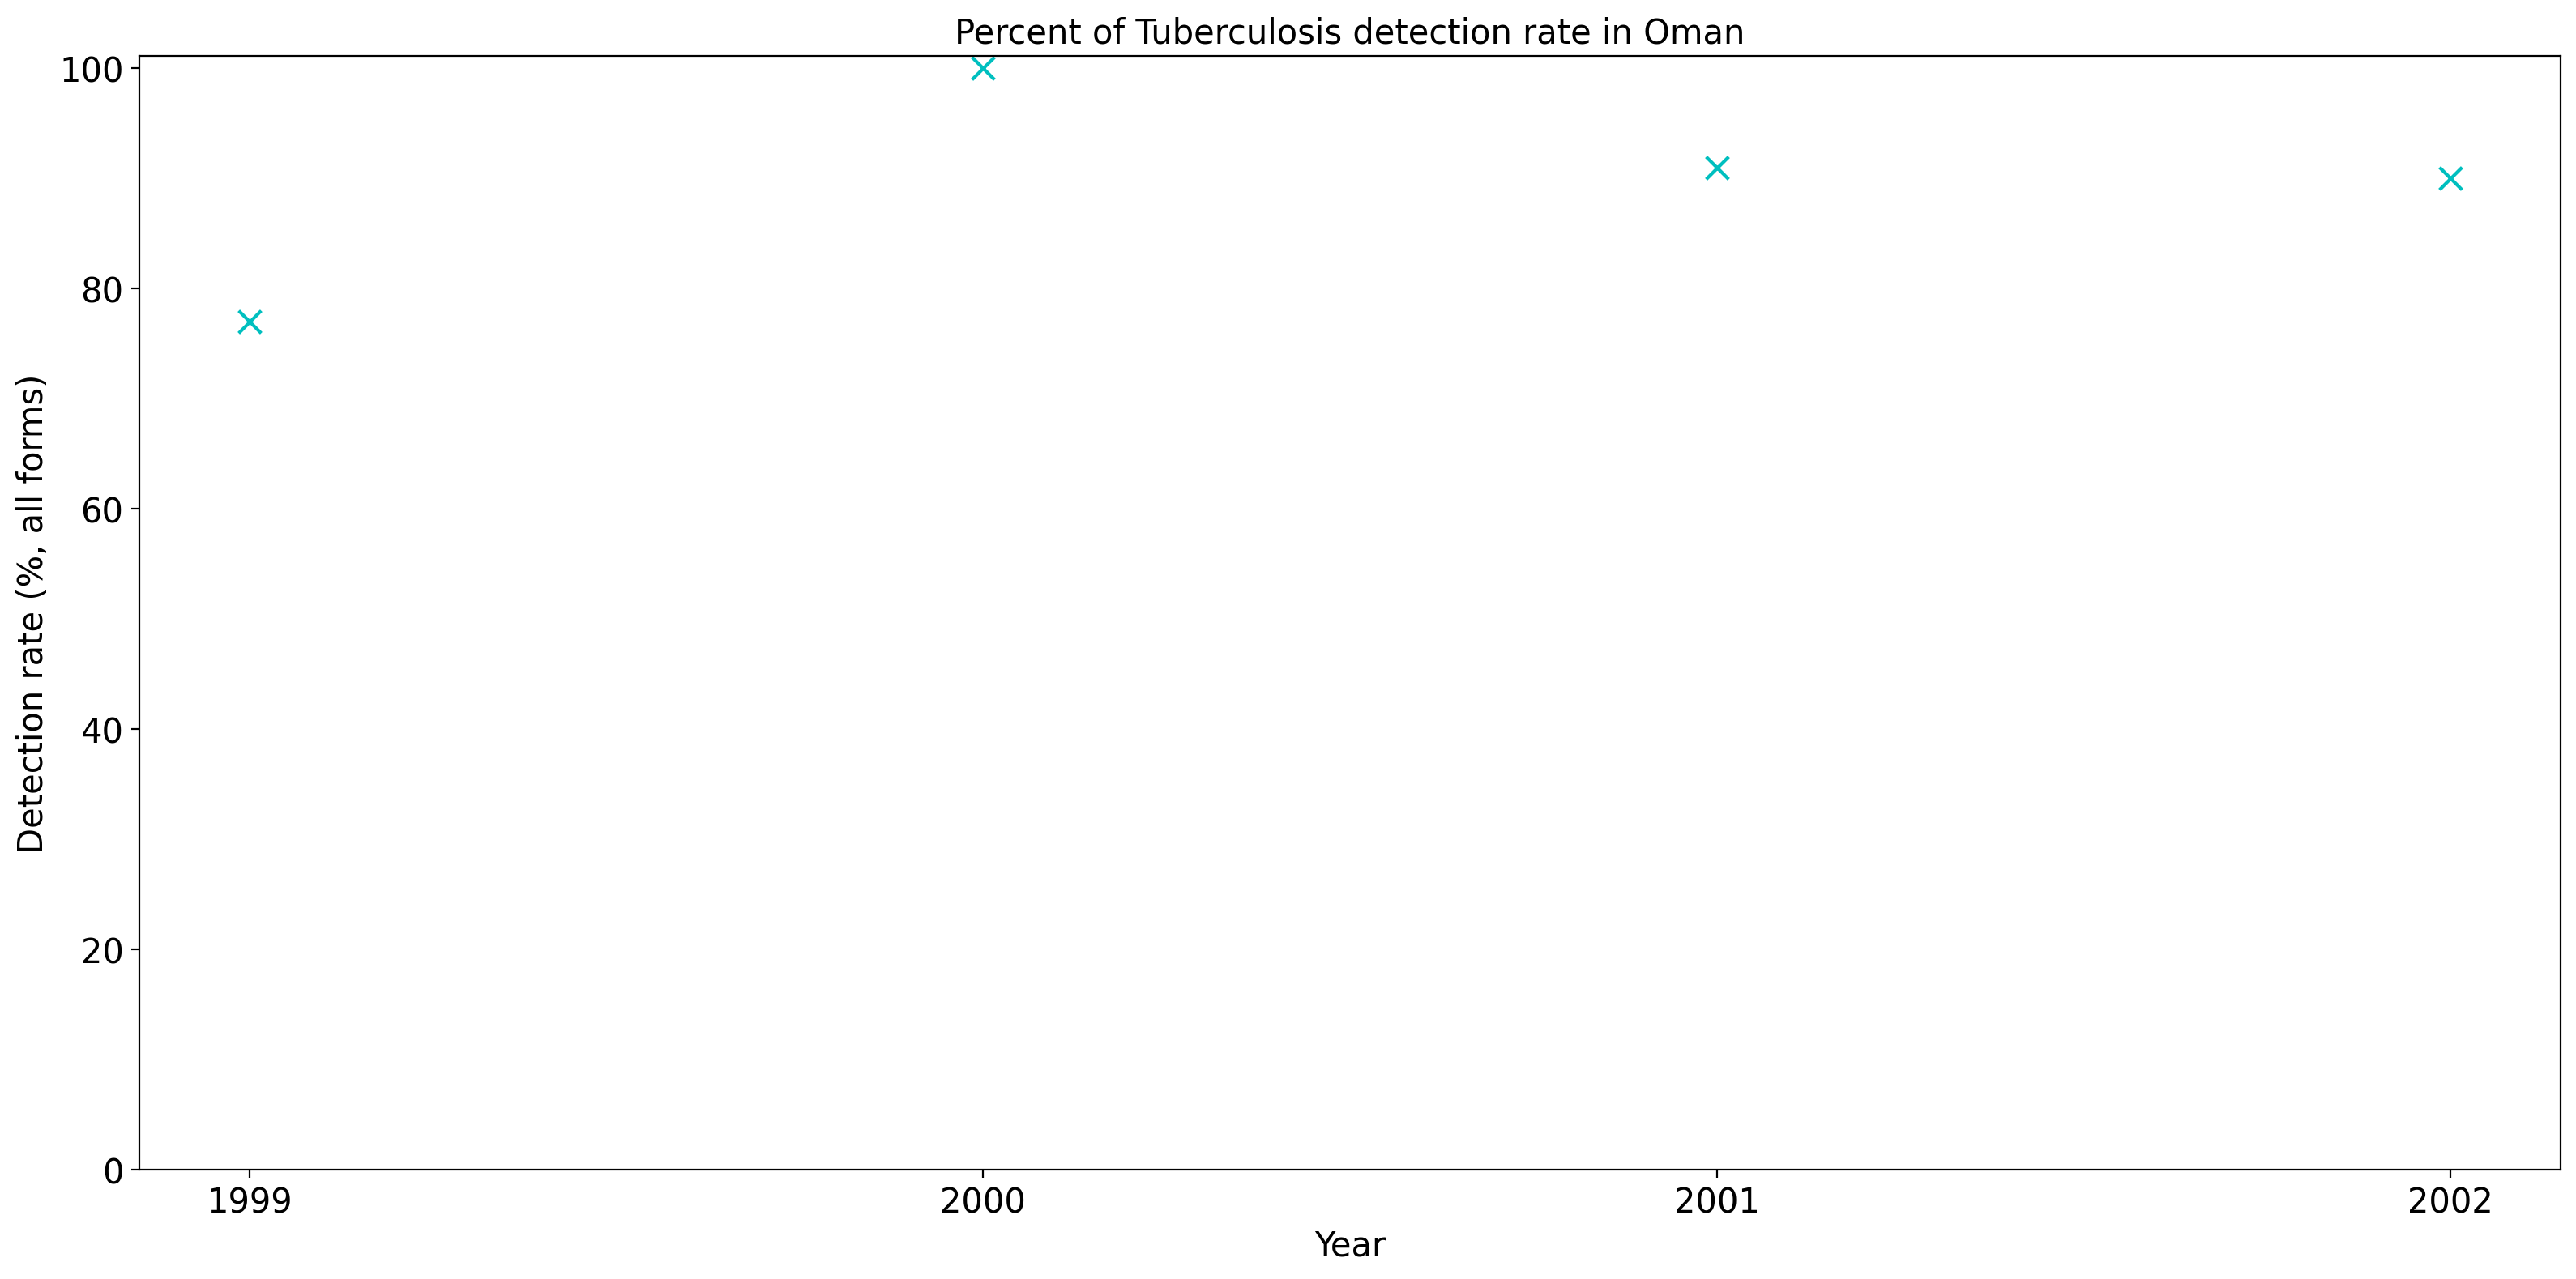 Percent of Tuberculosis detection rate in Oman
Detection rate (%, all forms)
100
80
60
40
20
0
1999 2000 2001 2002
Year